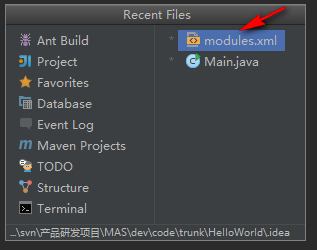 Recent Files
Ant Build
Project
Favorites
Database
Event Log
Maven Projects
TODO
Structure
Terminal
* modules.xml
* Main.java
..\svn\产品研发项目\MAS\dev\code\trunk\HelloWorld\.idea